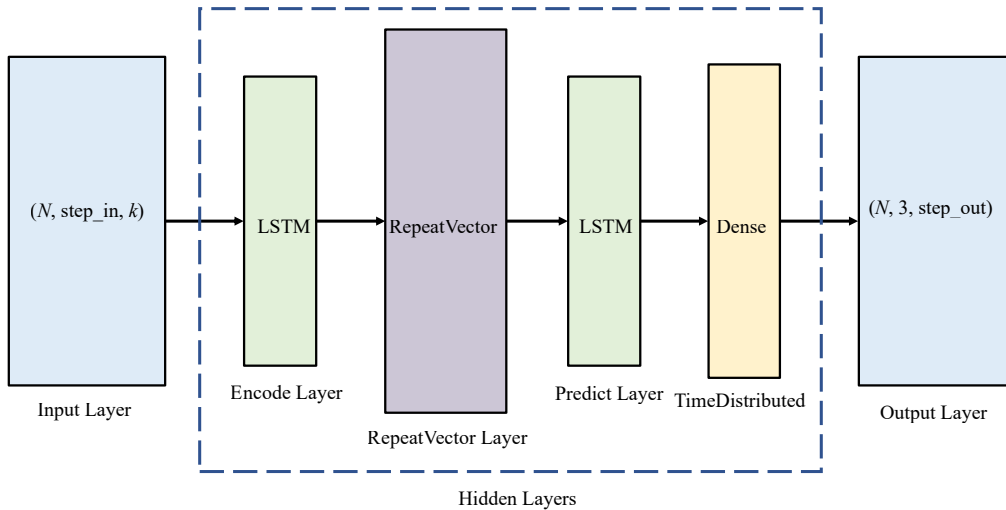 (N, step_in, k)
LSTM
RepeatVector
LSTM
Dense
(N, 3, step_out)
Input Layer
Encode Layer
RepeatVector Layer
Predict Layer
TimeDistributed
Output Layer
Hidden Layers